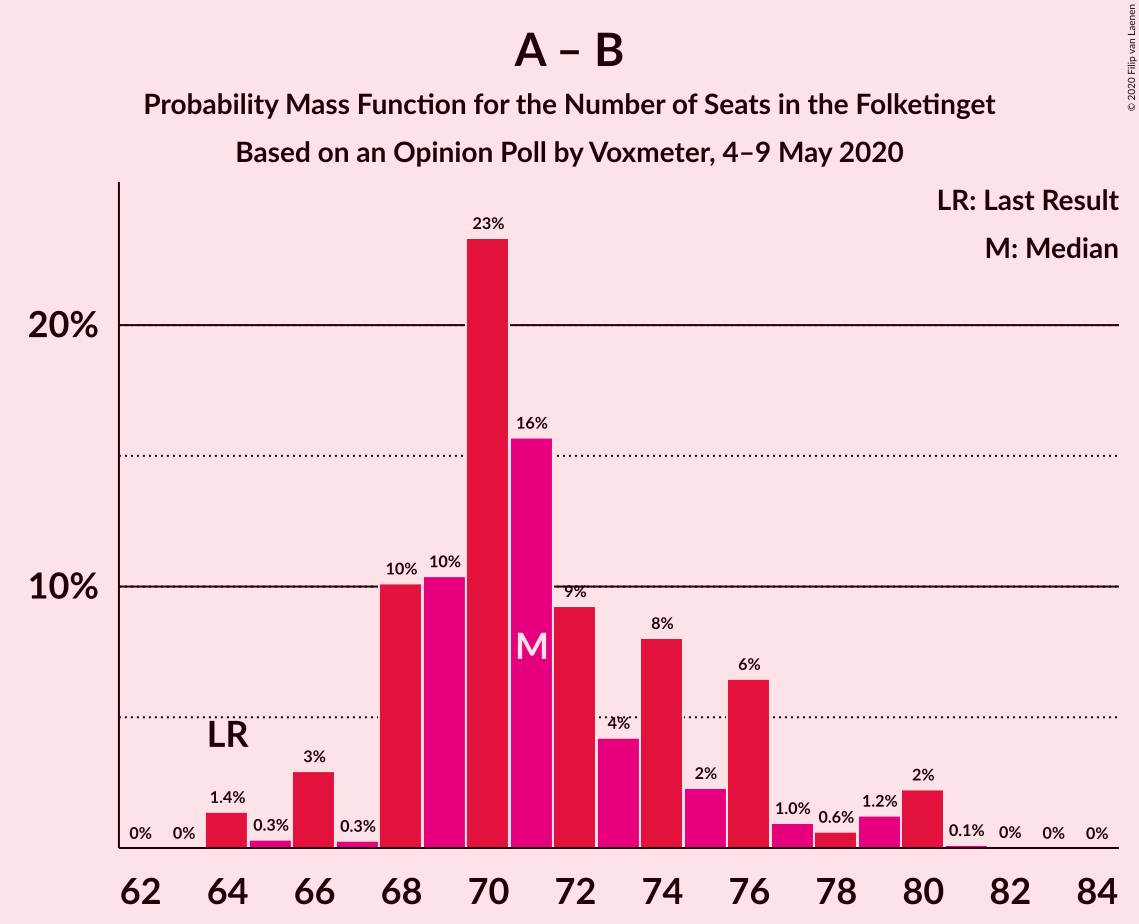 A – B
Probability Mass Function for the Number of Seats in the Folketinget
Based on an Opinion Poll by Voxmeter, 4–9 May 2020
© 2020 Filip van Laenen
LR: Last Result
M: Median
23%
20%
16%
10%
10%
10%
9%
8%
M
6%
4%
LR
3%
2%
2%
1.4%
1.2%
1.0%
0.6%
0.3%
0.3%
0.1%
0%
0%
0%
0%
0%
62 64 66 68 70 72 74 76 78 80 82 84